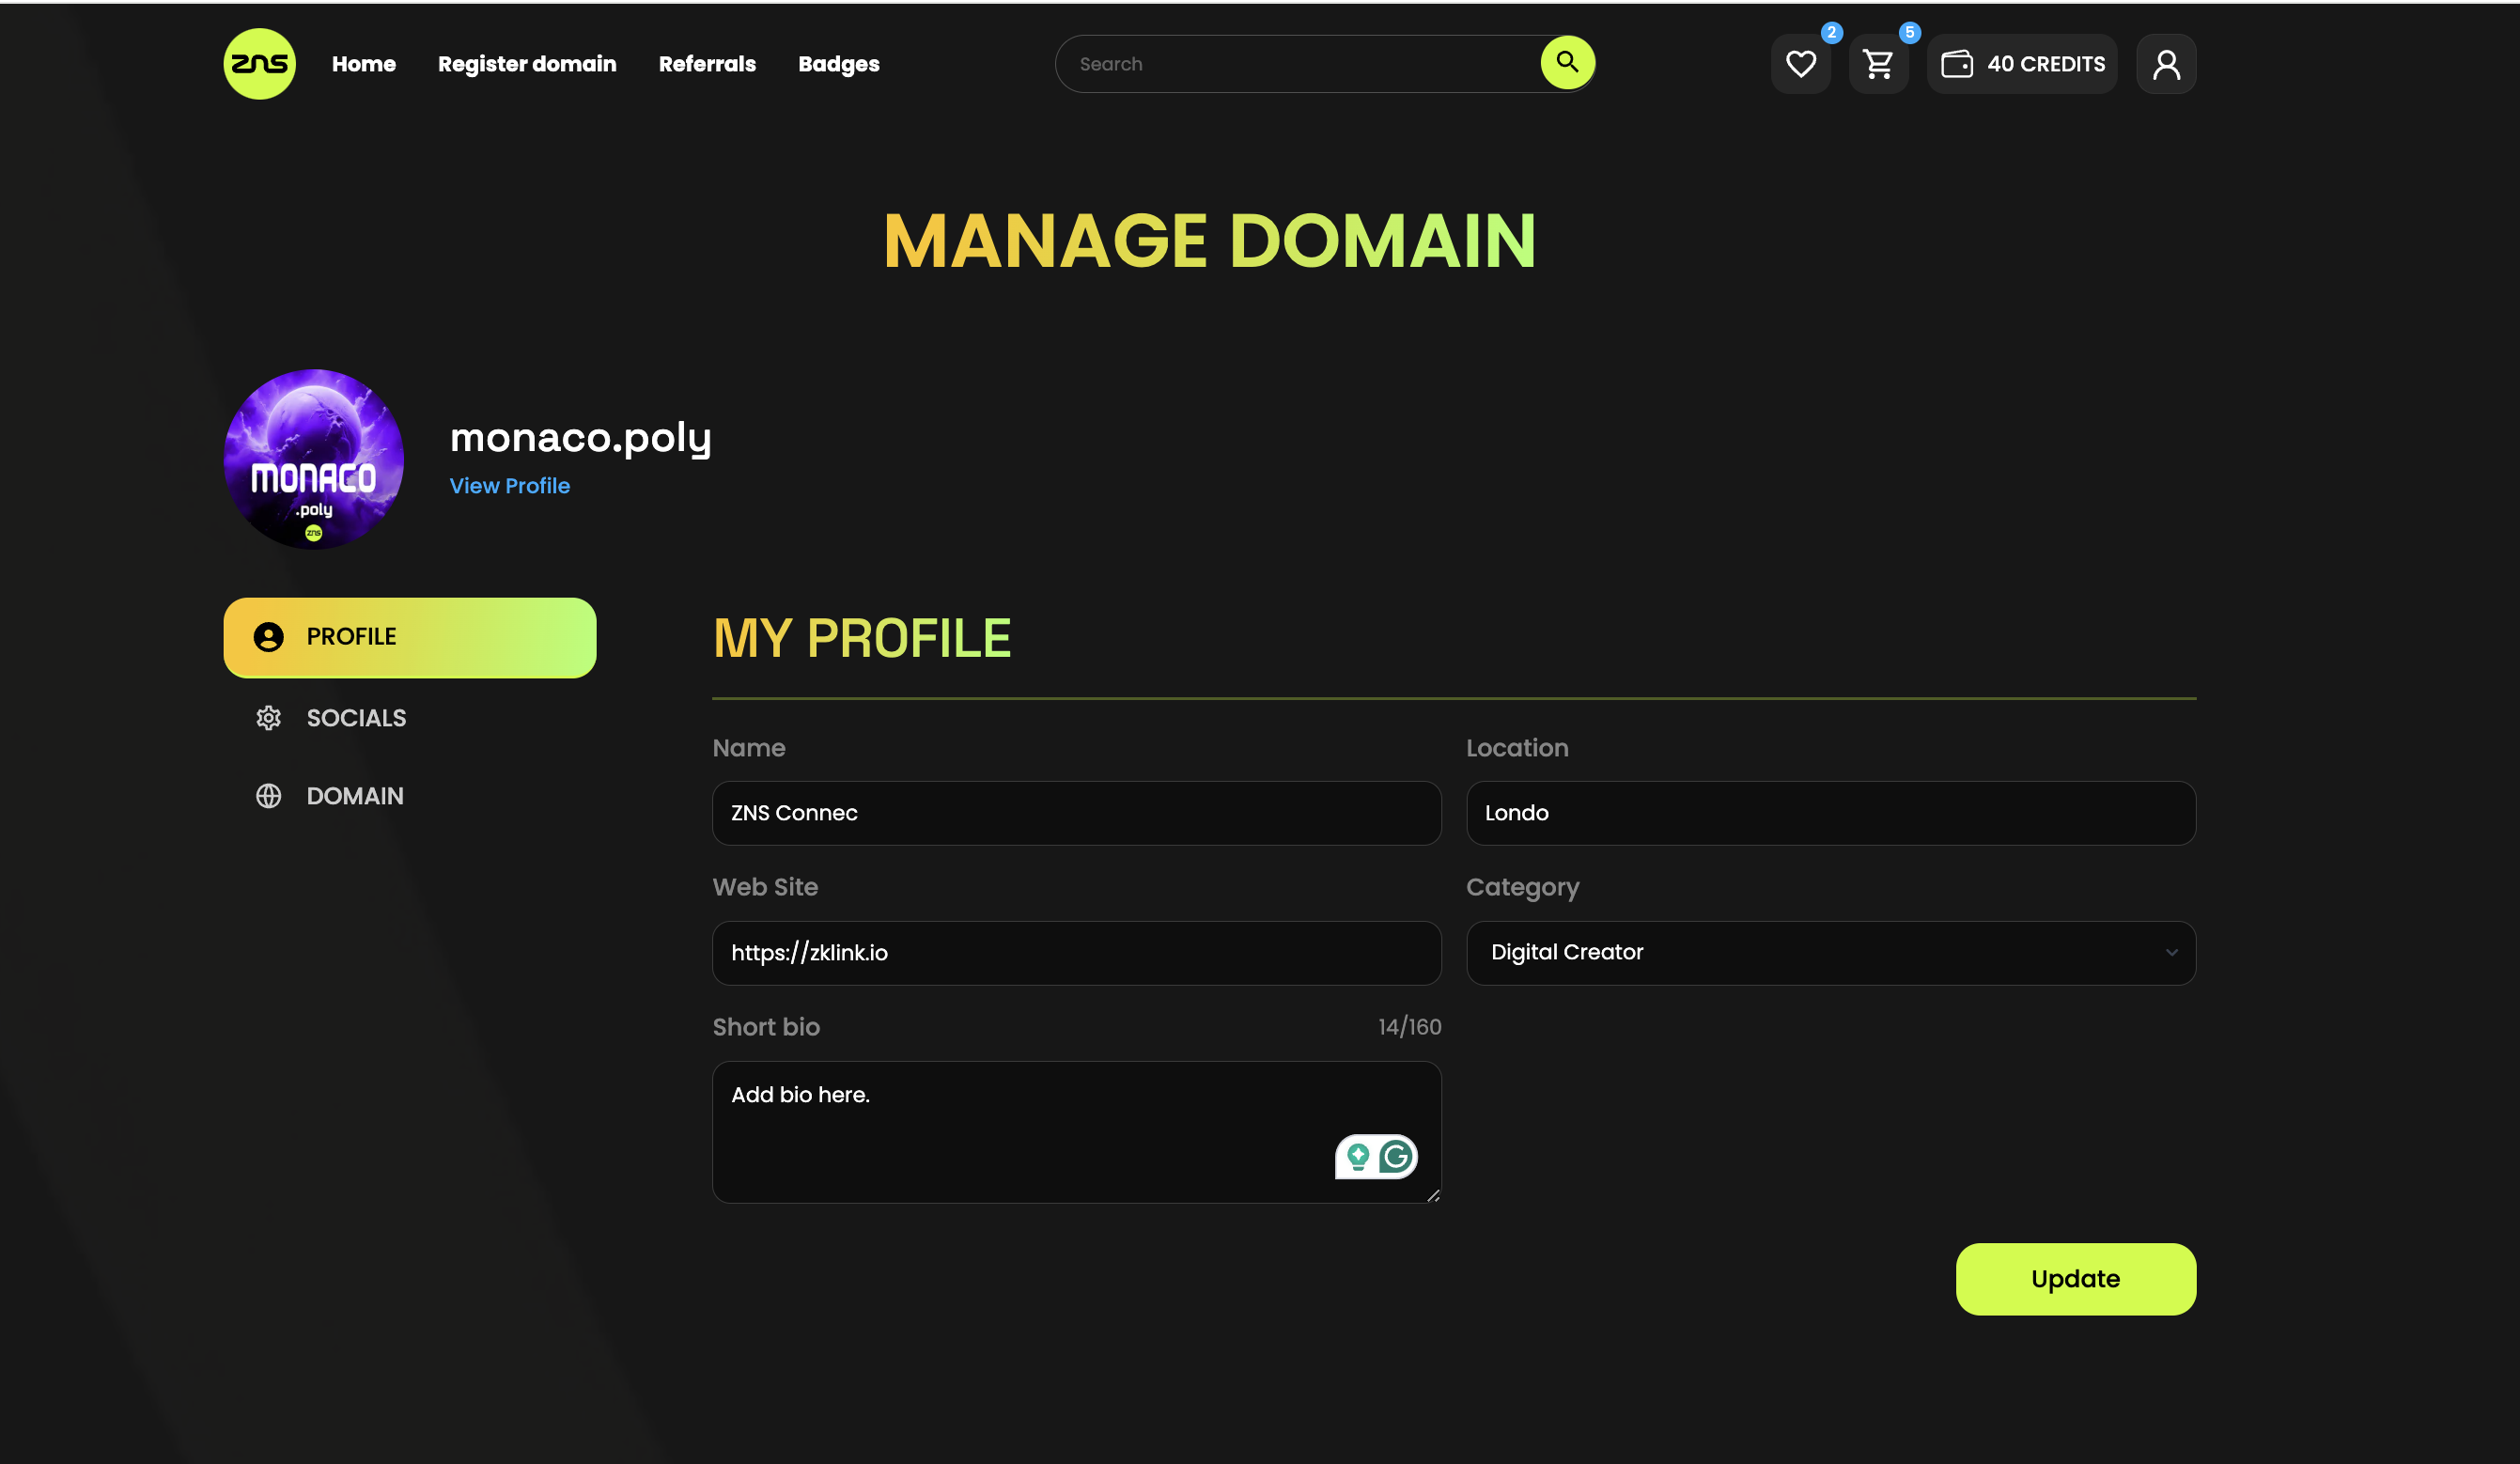 ZNS
Home
Register domain
Referrals
Badges
Search
2
5
40 CREDITS
MANAGE DOMAIN
MONACO
.poly
ZNS
monaco.poly
View Profile
PROFILE
SOCIALS
DOMAIN
MY PROFILE
Name
Location
ZNS Connec
Londo
Web Site
Category
https://zklink.io
Digital Creator
Short bio
14/160
Add bio here.
G
Update